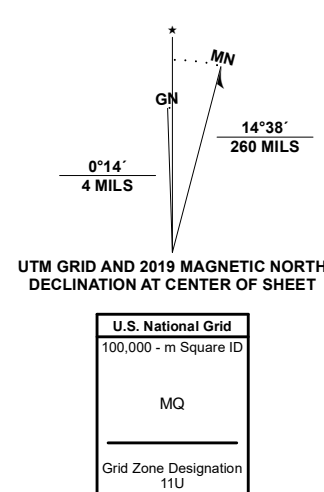 ★
MN
GN
14°38´
260 MILS
0°14´
4 MILS
UTM GRID AND 2019 MAGNETIC NORTH
DECLINATION AT CENTER OF SHEET
U.S. National Grid
100,000 - m Square ID
MQ
Grid Zone Designation
11U